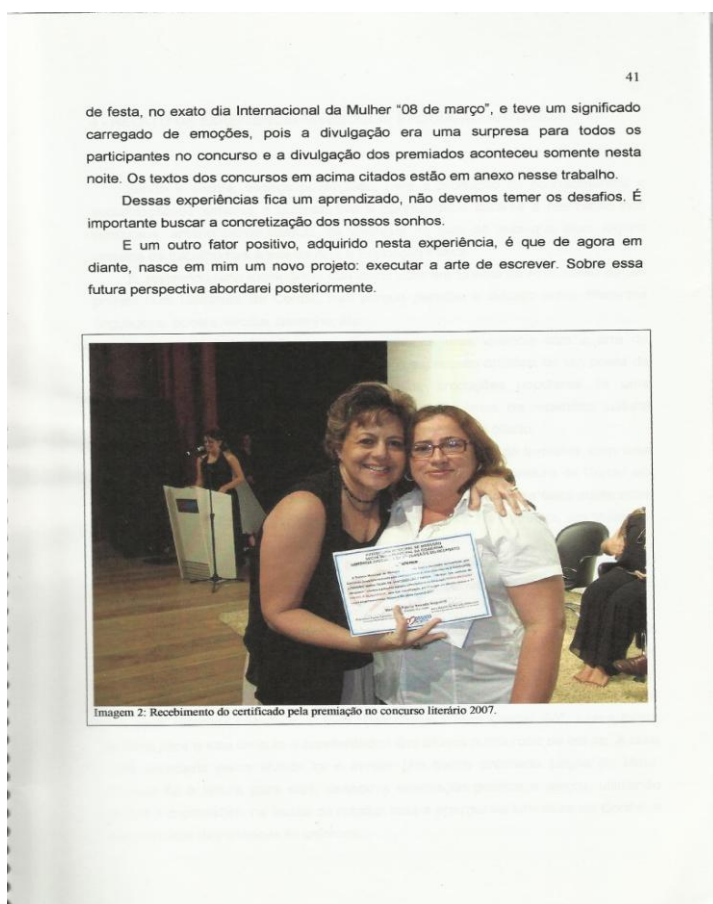 41
de festa, no exato dia Internacional da Mulher “08 de março”, e teve um significado
carregado de emoções, pois a divulgação era uma surpresa para todos os
participantes no concurso e a divulgação dos premiados aconteceu somente nesta
noite. Os textos dos concursos em acima citados estão em anexo nesse trabalho.
Dessas experiências fica um aprendizado, não devemos temer os desafios. É
importante buscar a concretização dos nossos sonhos.
E um outro fator positivo, adquirido nesta experiência, é que de agora em
diante, nasce em mim um novo projeto: executar a arte de escrever. Sobre essa
futura perspectiva abordarei posteriormente.
Imagem 2: Recebimento do certificado pela premiação no concurso literário 2007.